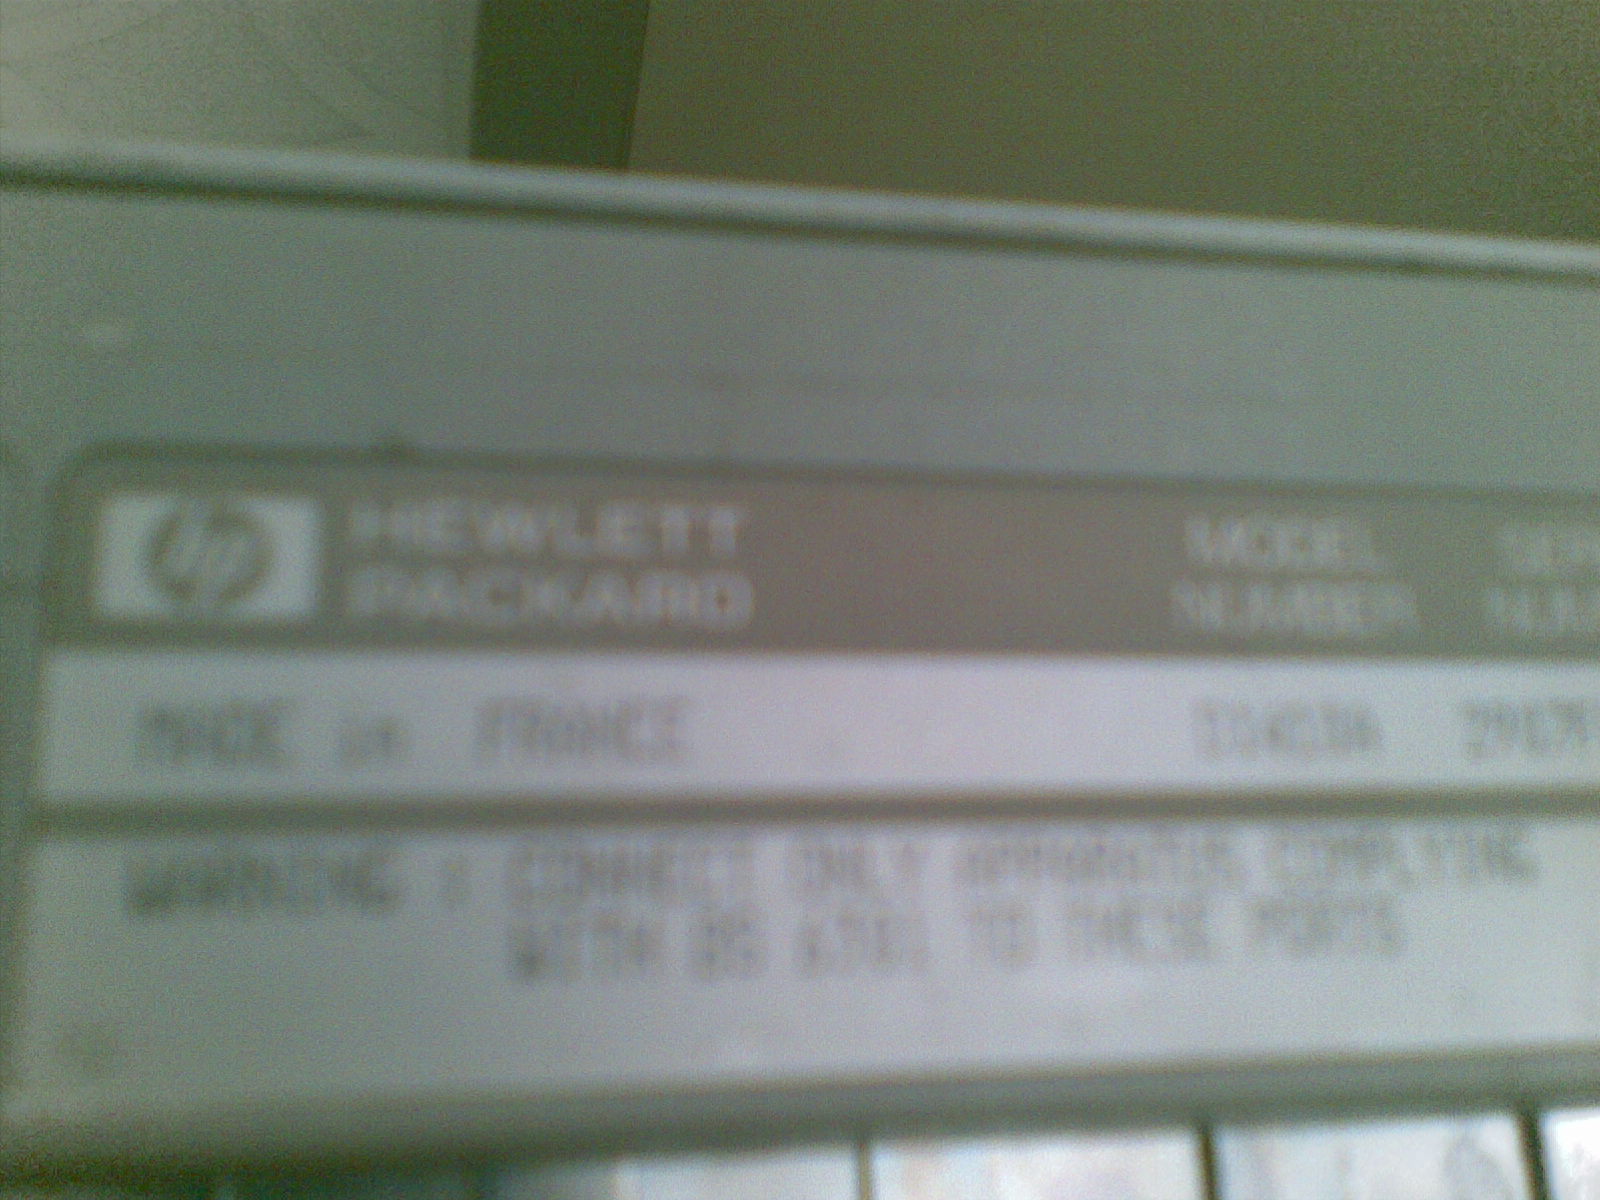 hp HEWLETT
PACKARD
MODEL
NUMBER
MADE in FRANCE
WARNING : CONNECT ONLY APPARATUS COMPLYING
WITH BS 6301 TO THESE PORTS